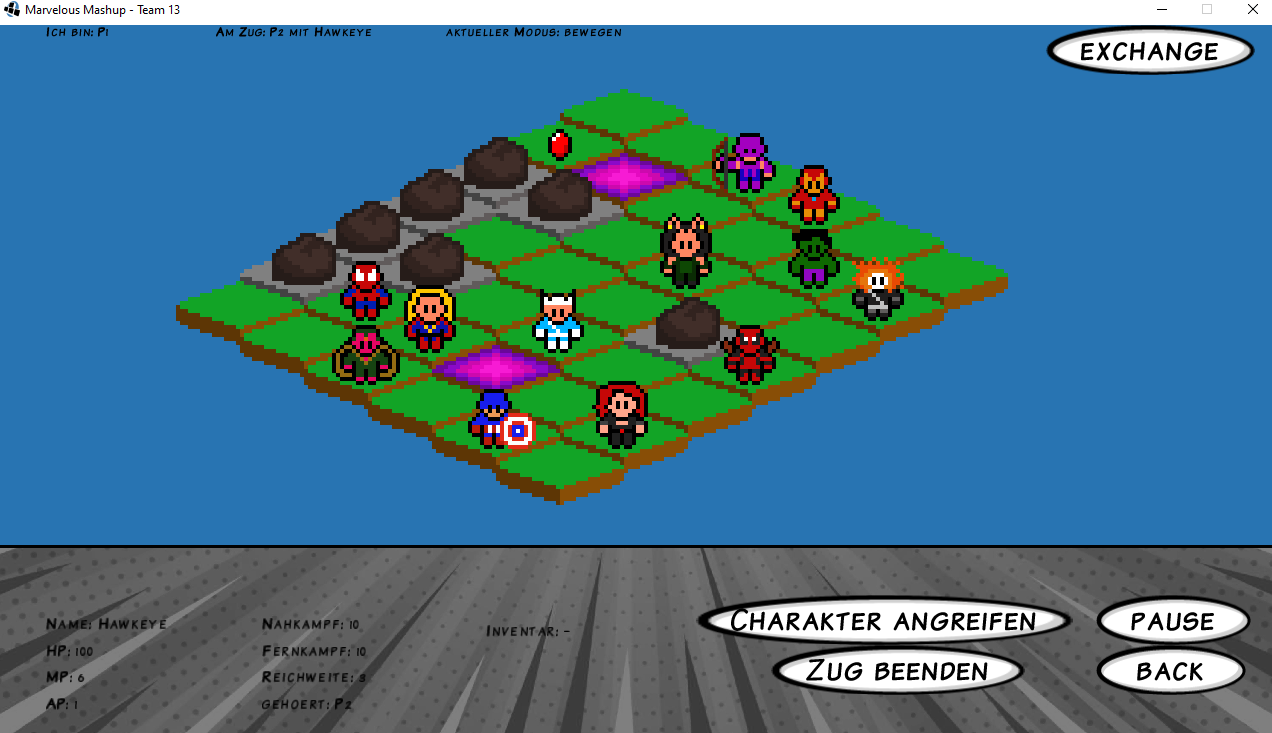 Marvelous Mashup - Team 13
Ich bin: P1 Am Zug: P2 mit Hawkeye aktueller Modus: bewegen
EXCHANGE
Name: Hawkeye Nahkampf: 10
HP: 100 Fernkampf: 10
MP: 6 Reichweite: 3
AP: 1 gehoert: P2
Inventar: -
Charakter angreifen
Zug beenden
PAUSE
BACK